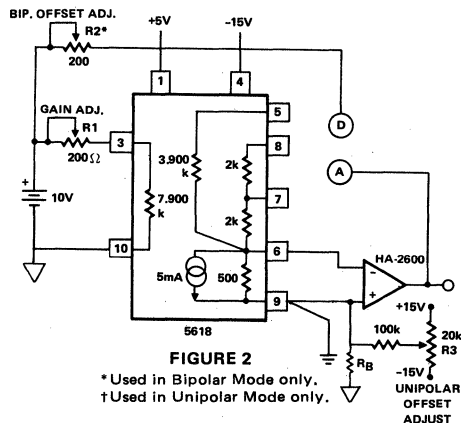 BIP. OFFSET ADJ.
R2*
200
+5V
–15V
1
4
GAIN ADJ.
R1
200Ω
3
5
D
8
3.900
k
2k
A
7
+
10V
7.900
k
2k
10
6
HA-2600
–
+
5mA
500
9
+15V
5618
100k
20k
R3
FIGURE 2
RB
–15V
*Used in Bipolar Mode only.
†Used in Unipolar Mode only.
UNIPOLAR
OFFSET
ADJUST